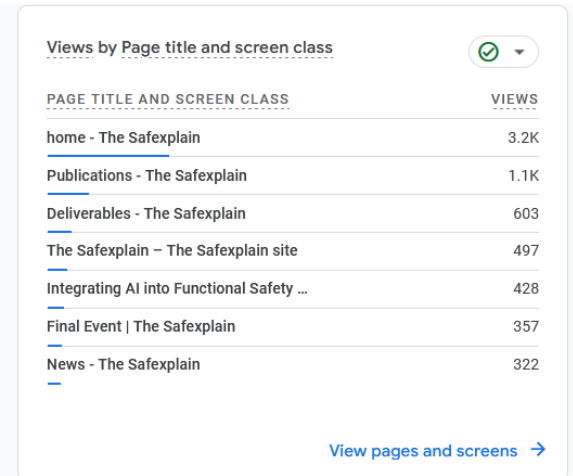 Views by Page title and screen class
PAGE TITLE AND SCREEN CLASS VIEWS
home - The Safexplain 3.2K
Publications - The Safexplain 1.1K
Deliverables - The Safexplain 603
The Safexplain – The Safexplain site 497
Integrating AI into Functional Safety ... 428
Final Event | The Safexplain 357
News - The Safexplain 322
View pages and screens